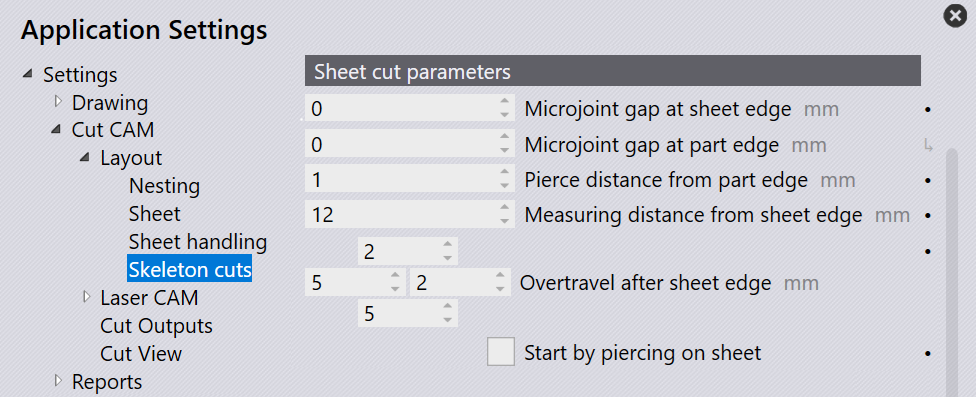 Application Settings
Settings
Drawing
Cut CAM
Layout
Nesting
Sheet
Sheet handling
Skeleton cuts
Laser CAM
Cut Outputs
Cut View
Reports
Sheet cut parameters
0 Microjoint gap at sheet edge mm
0 Microjoint gap at part edge mm
1 Pierce distance from part edge mm
12 Measuring distance from sheet edge mm
2
5 2 Overtravel after sheet edge mm
5
Start by piercing on sheet